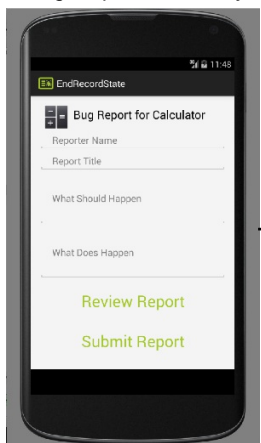 11:48
EndRecordState
Bug Report for Calculator
Reporter Name
Report Title
What Should Happen
What Does Happen
Review Report
Submit Report